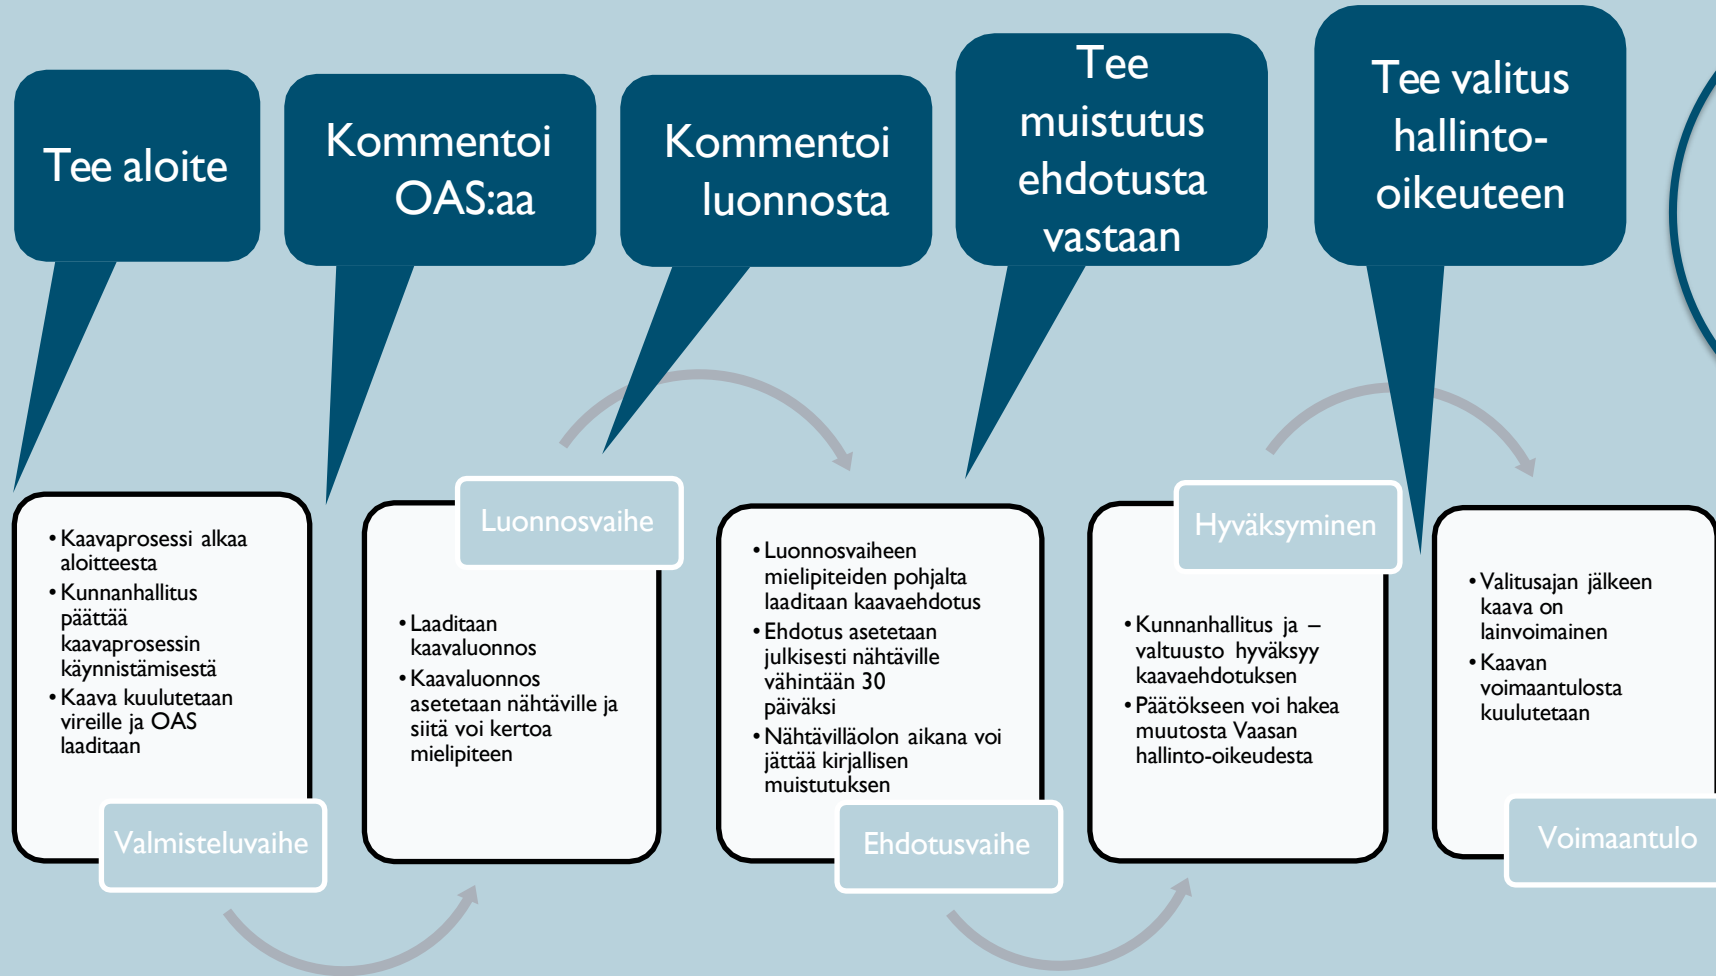 Tee aloite
Kommentoi
OAS:aa
Kommentoi
luonnosta
Tee
muistutus
ehdotusta
vastaan
Tee valitus
hallinto-
oikeuteen
• Kaavaprosessi alkaa
aloitteesta
• Kunnanhallitus
päättää
kaavaprosessin
käynnistämisestä
• Kaava kuulutetaan
vireille ja OAS
laaditaan
Valmisteluvaihe
Luonnosvaihe
• Laaditaan
kaavaluonnos
• Kaavaluonnos
asetetaan nähtäville ja
siitä voi kertoa
mielipiteen
• Luonnosvaiheen
mielipiteiden pohjalta
laaditaan kaavaehdotus
• Ehdotus asetetaan
julkisesti nähtäville
vähintään 30
päiväksi
• Nähtävilläolon aikana voi
jättää kirjallisen
muistutuksen
Ehdotusvaihe
Hyväksyminen
• Kunnanhallitus ja –
valtuusto hyväksyy
kaavaehdotuksen
• Päätökseen voi hakea
muutosta Vaasan
hallinto-oikeudesta
• Valitusajan jälkeen
kaava on
lainvoimainen
• Kaavan
voimaantulosta
kuulutetaan
Voimaantulo